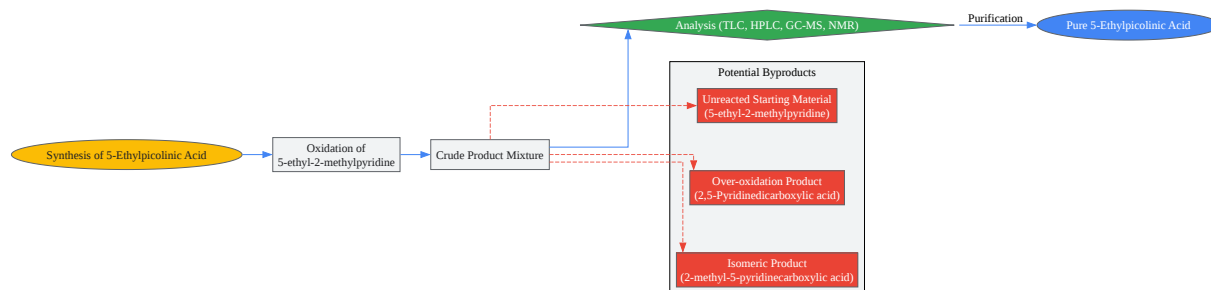 Synthesis of 5-Ethylpicolinic Acid
Oxidation of
5-ethyl-2-methylpyridine
Crude Product Mixture
Analysis (TLC, HPLC, GC-MS, NMR)
Purification
Pure 5-Ethylpicolinic Acid
Potential Byproducts
Unreacted Starting Material
(5-ethyl-2-methylpyridine)
Over-oxidation Product
(2,5-Pyridinedicarboxylic acid)
Isomeric Product
(2-methyl-5-pyridinecarboxylic acid)